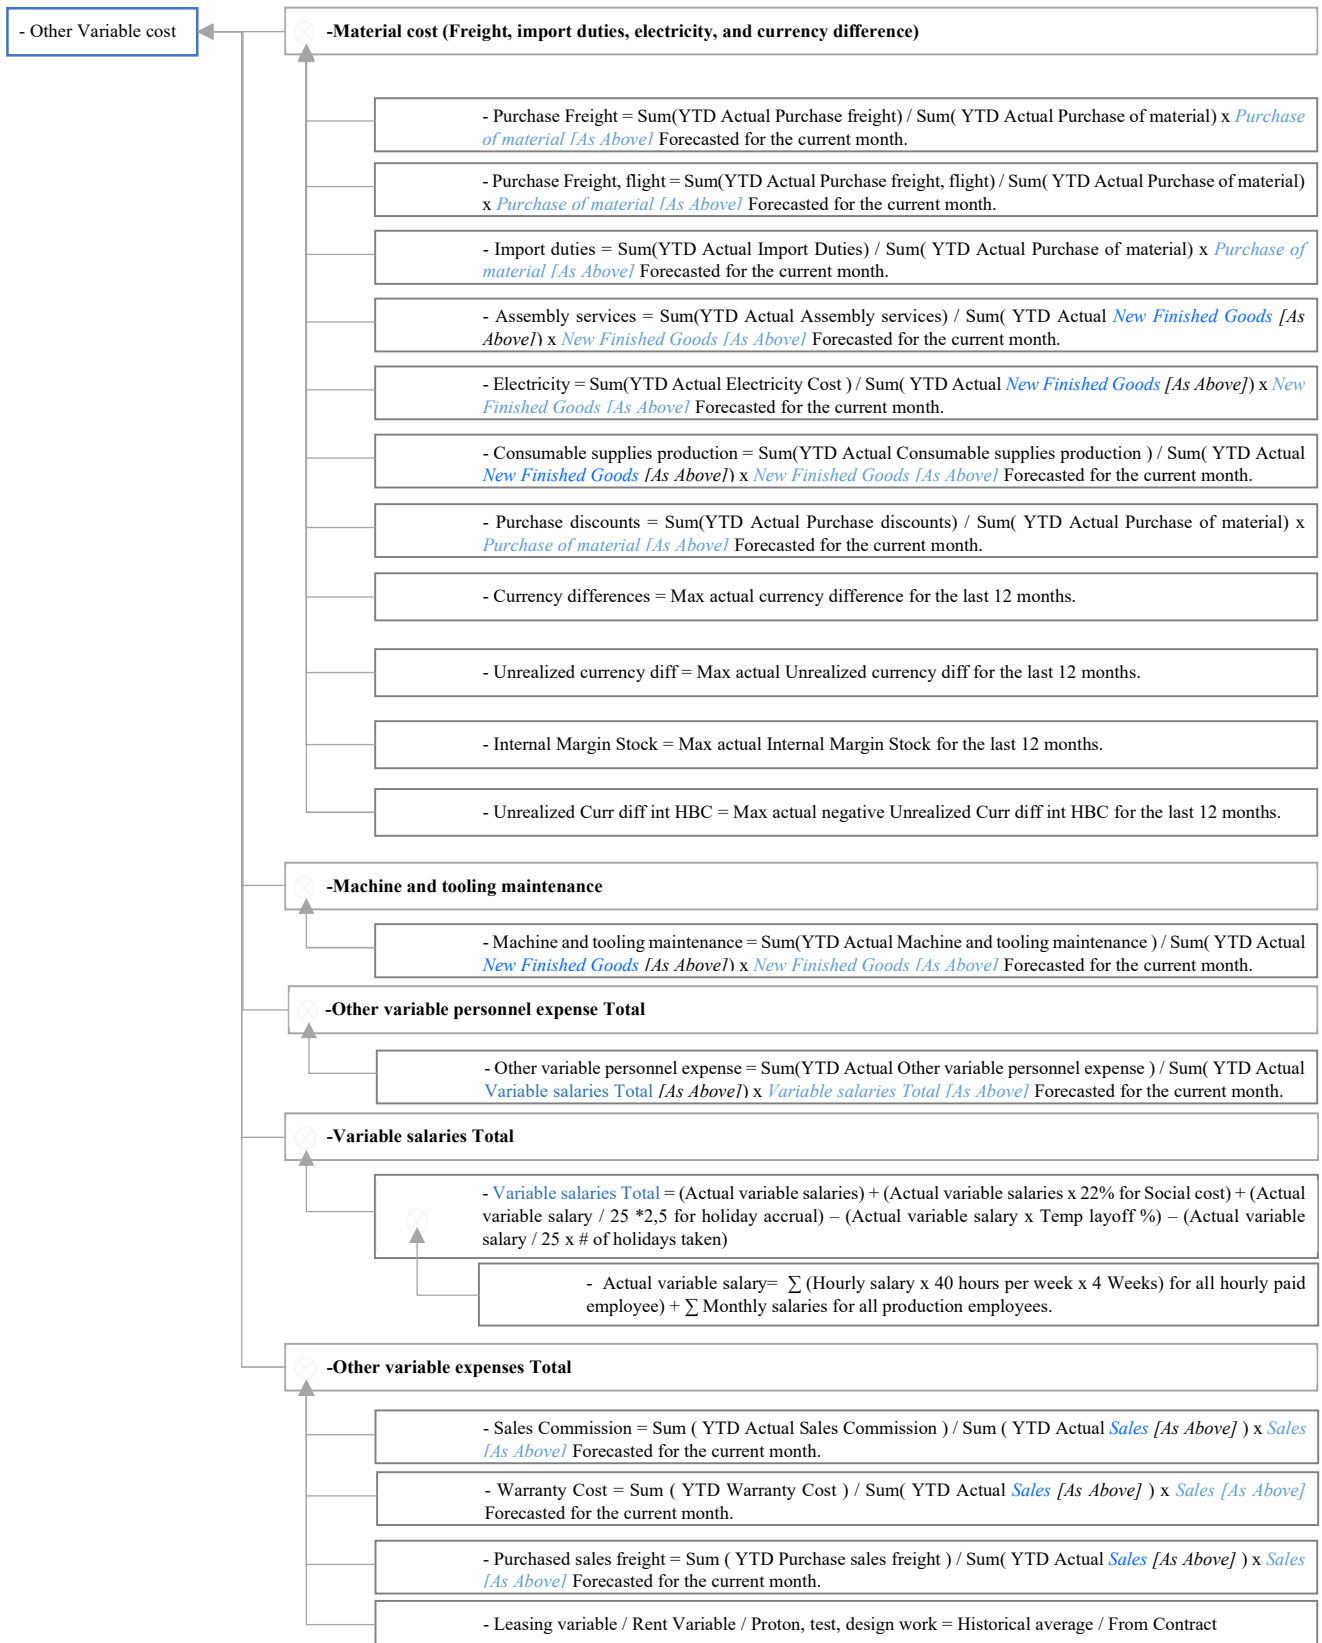 - Other Variable cost
-Material cost (Freight, import duties, electricity, and currency difference)
- Purchase Freight = Sum(YTD Actual Purchase freight) / Sum( YTD Actual Purchase of material) x Purchase
of material [As Above] Forecasted for the current month.
- Purchase Freight, flight = Sum(YTD Actual Purchase freight, flight) / Sum( YTD Actual Purchase of material)
x Purchase of material [As Above] Forecasted for the current month.
- Import duties = Sum(YTD Actual Import Duties) / Sum( YTD Actual Purchase of material) x Purchase of
material [As Above] Forecasted for the current month.
- Assembly services = Sum(YTD Actual Assembly services) / Sum( YTD Actual New Finished Goods [As
Above]) x New Finished Goods [As Above] Forecasted for the current month.
- Electricity = Sum(YTD Actual Electricity Cost ) / Sum( YTD Actual New Finished Goods [As Above]) x New
Finished Goods [As Above] Forecasted for the current month.
- Consumable supplies production = Sum(YTD Actual Consumable supplies production ) / Sum( YTD Actual
New Finished Goods [As Above]) x New Finished Goods [As Above] Forecasted for the current month.
- Purchase discounts = Sum(YTD Actual Purchase discounts) / Sum( YTD Actual Purchase of material) x
Purchase of material [As Above] Forecasted for the current month.
- Currency differences = Max actual currency difference for the last 12 months.
- Unrealized currency diff = Max actual Unrealized currency diff for the last 12 months.
- Internal Margin Stock = Max actual Internal Margin Stock for the last 12 months.
- Unrealized Curr diff int HBC = Max actual negative Unrealized Curr diff int HBC for the last 12 months.
-Machine and tooling maintenance
- Machine and tooling maintenance = Sum(YTD Actual Machine and tooling maintenance ) / Sum( YTD Actual
New Finished Goods [As Above]) x New Finished Goods [As Above] Forecasted for the current month.
-Other variable personnel expense Total
- Other variable personnel expense = Sum(YTD Actual Other variable personnel expense ) / Sum( YTD Actual
Variable salaries Total [As Above]) x Variable salaries Total [As Above] Forecasted for the current month.
-Variable salaries Total
- Variable salaries Total = (Actual variable salaries) + (Actual variable salaries x 22% for Social cost) + (Actual
variable salary / 25 *2,5 for holiday accrual) – (Actual variable salary x Temp layoff %) – (Actual variable
salary / 25 x # of holidays taken)
- Actual variable salary= ∑ (Hourly salary x 40 hours per week x 4 Weeks) for all hourly paid
employee) + ∑ Monthly salaries for all production employees.
-Other variable expenses Total
- Sales Commission = Sum ( YTD Actual Sales Commission ) / Sum ( YTD Actual Sales [As Above] ) x Sales
[As Above] Forecasted for the current month.
- Warranty Cost = Sum ( YTD Warranty Cost ) / Sum( YTD Actual Sales [As Above] ) x Sales [As Above]
Forecasted for the current month.
- Purchased sales freight = Sum ( YTD Purchase sales freight ) / Sum( YTD Actual Sales [As Above] ) x Sales
[As Above] Forecasted for the current month.
- Leasing variable / Rent Variable / Proton, test, design work = Historical average / From Contract